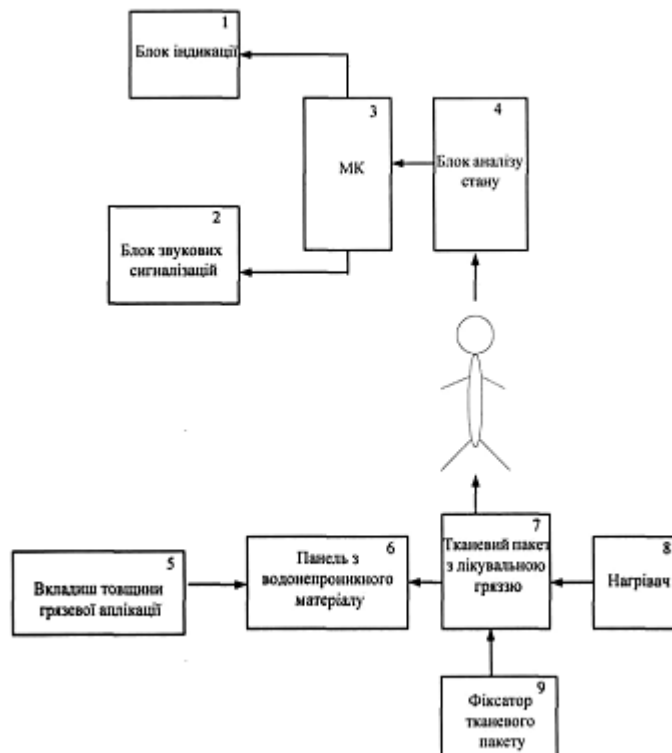 1
Блок індикації
2
Блок звукових
сигналізацій
3
МК
4
Блок аналізу
стану
5
Вкладиш товщини
грязевої аплікації
6
Панель з
водонепроникного
матеріалу
7
Тканевий пакет
з лікувальною
гряззю
8
Нагрівач
9
Фіксатор
тканевого
пакету